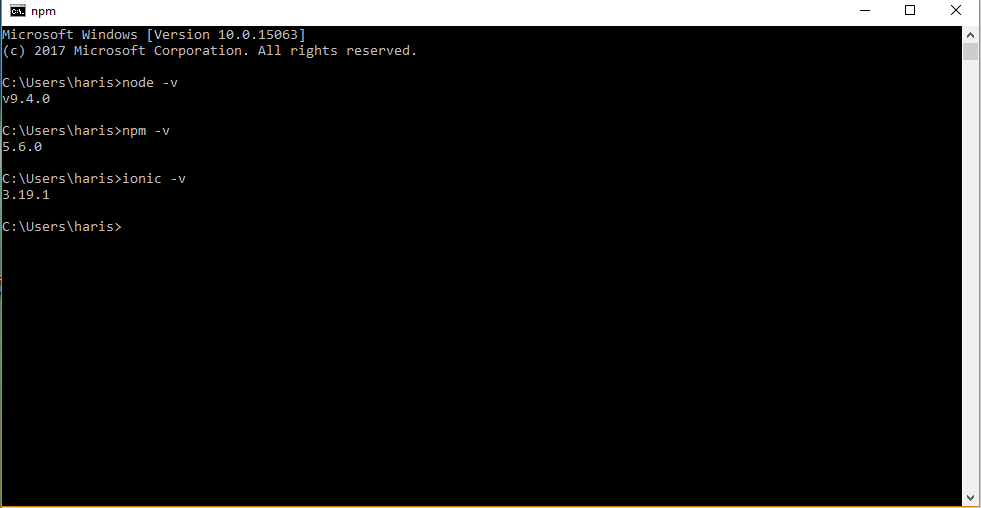 npm
Microsoft Windows [Version 10.0.15063]
(c) 2017 Microsoft Corporation. All rights reserved.
C:\Users\haris>node -v
v9.4.0
C:\Users\haris>npm -v
5.6.0
C:\Users\haris>ionic -v
3.19.1
C:\Users\haris>